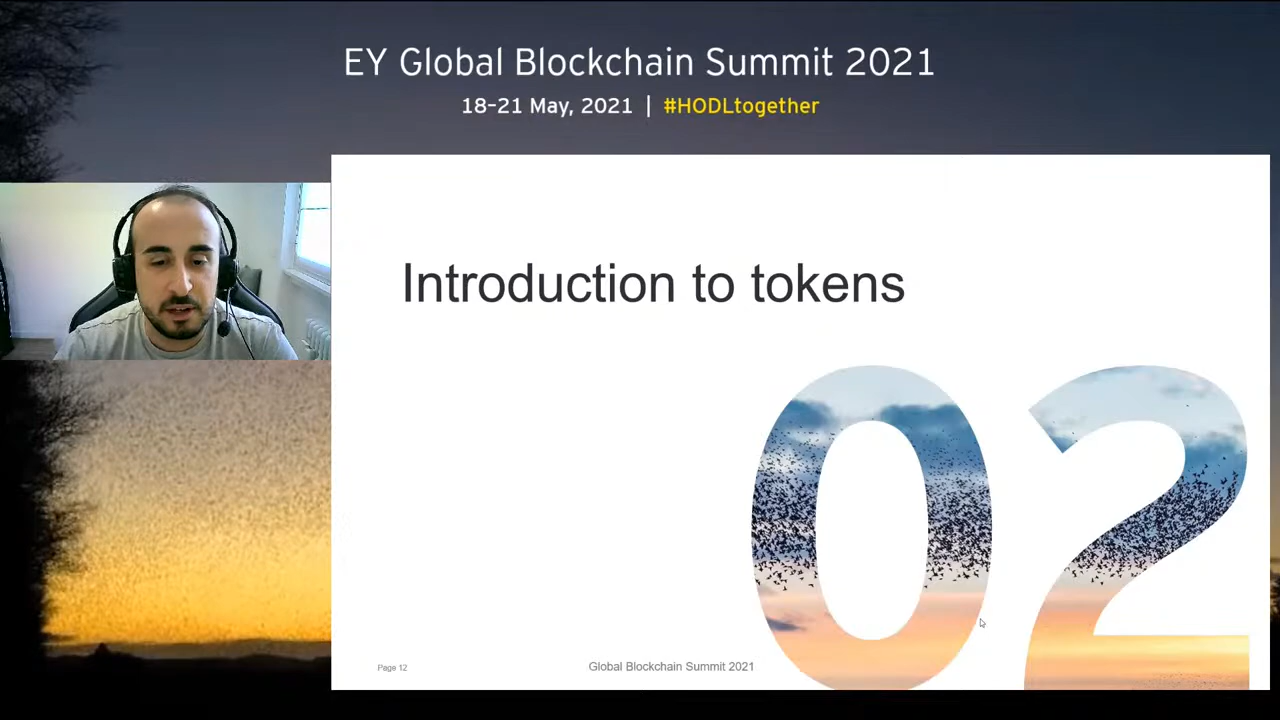 EY Global Blockchain Summit 2021
18–21 May, 2021 | #HODLtogether
Introduction to tokens
02
Page 12
Global Blockchain Summit 2021